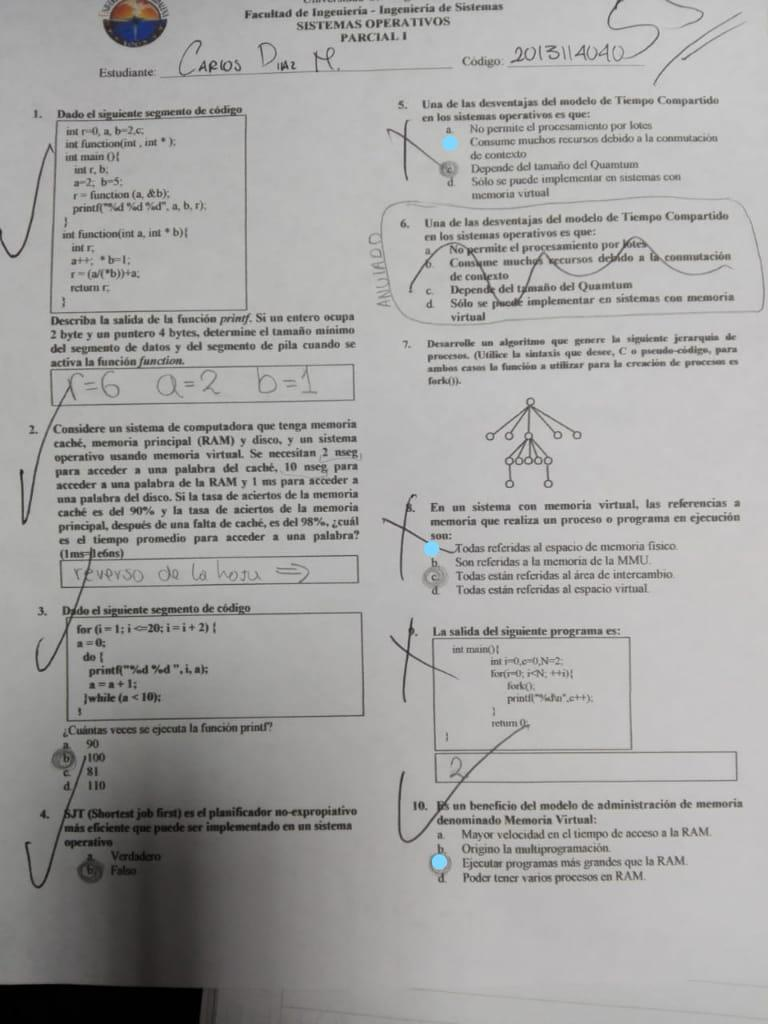 Facultad de Ingeniería - Ingeniería de Sistemas
SISTEMAS OPERATIVOS
PARCIAL I
Estudiante: CARLOS DIAZ M. Código: 2013114040
1. Dado el siguiente segmento de código
int r=0, a, b=2,c;
int function(int , int * );
int main (){
int r, b;
a=2; b=5;
r = function (a, &b);
printf("%d %d %d", a, b, r);
}
int function(int a, int * b){
int r;
a++; * b=1;
r = (a/(*b))+a;
return r;
}
Describa la salida de la función printf. Si un entero ocupa
2 byte y un puntero 4 bytes, determine el tamaño mínimo
del segmento de datos y del segmento de pila cuando se
activa la función function.
r=6 a=2 b=1
2. Considere un sistema de computadora que tenga memoria
caché, memoria principal (RAM) y disco, y un sistema
operativo usando memoria virtual. Se necesitan 2 nseg
para acceder a una palabra del caché, 10 nseg para
acceder a una palabra de la RAM y 1 ms para acceder a
una palabra del disco. Si la tasa de aciertos de la memoria
caché es del 90% y la tasa de aciertos de la memoria
principal, después de una falta de caché, es del 98%, ¿cuál
es el tiempo promedio para acceder a una palabra?
(1ms=1e6ns)
reverso de la hoja ⇒
3. Dado el siguiente segmento de código
for (i = 1; i <=20; i = i + 2) {
a = 0;
do {
printf("%d %d ", i, a);
a = a + 1;
}while (a < 10);
}
¿Cuántas veces se ejecuta la función printf?
a. 90
b. 100
c. 81
d. 110
4. SJT (Shortest job first) es el planificador no-expropiativo
más eficiente que puede ser implementado en un sistema
operativo
a. Verdadero
b. Falso
5. Una de las desventajas del modelo de Tiempo Compartido
en los sistemas operativos es que:
a. No permite el procesamiento por lotes
Consume muchos recursos debido a la conmutación
de contexto
c. Depende del tamaño del Quamtum
d. Sólo se puede implementar en sistemas con
memoria virtual
ANULADO
6. Una de las desventajas del modelo de Tiempo Compartido
en los sistemas operativos es que:
a. No permite el procesamiento por lotes
b. Consume muchos recursos debido a la conmutación
de contexto
c. Depende del tamaño del Quamtum
d. Sólo se puede implementar en sistemas con memoria
virtual
7. Desarrolle un algoritmo que genere la siguiente jerarquía de
procesos. (Utilice la sintaxis que desee, C o pseudo-código, para
ambos casos la función a utilizar para la creación de procesos es
fork()).
8. En un sistema con memoria virtual, las referencias a
memoria que realiza un proceso o programa en ejecución
son:
Todas referidas al espacio de memoria físico.
b. Son referidas a la memoria de la MMU.
c. Todas están referidas al área de intercambio.
d. Todas están referidas al espacio virtual.
9. La salida del siguiente programa es:
int main(){
int i=0,c=0,N=2;
for(i=0; i<N; ++i){
fork();
printf("%d\n",c++);
}
return 0;
}
2
10. Es un beneficio del modelo de administración de memoria
denominado Memoria Virtual:
a. Mayor velocidad en el tiempo de acceso a la RAM.
b. Origino la multiprogramación.
Ejecutar programas más grandes que la RAM.
d. Poder tener varios procesos en RAM.